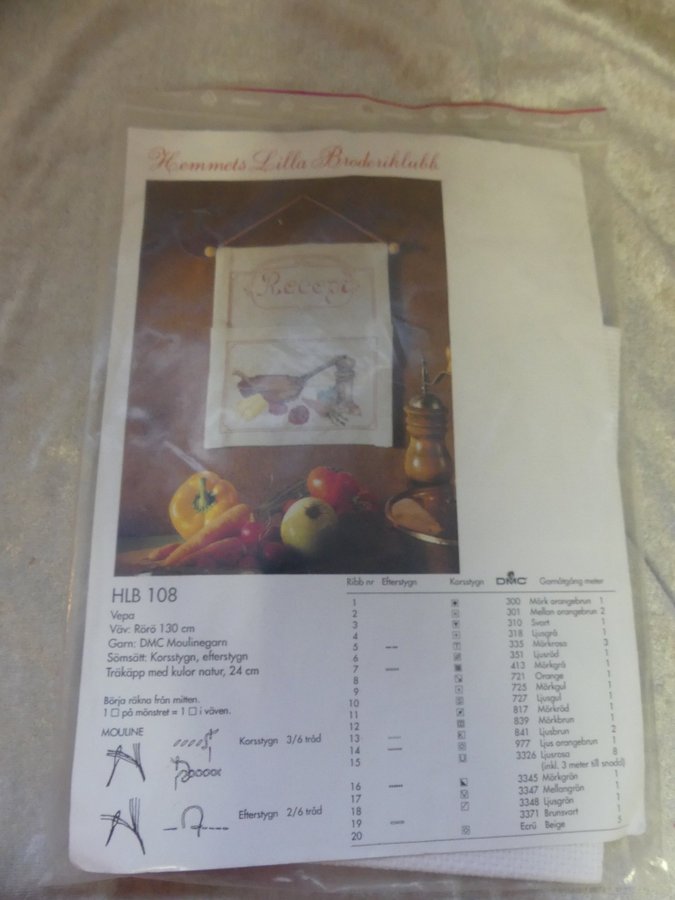 Hemmets Lilla Broderiklubb
Recept
HLB 108
Vepa
Väv: Rörö 130 cm
Garn: DMC Moulinegarn
Sömsätt: Korsstygn, efterstygn
Träkäpp med kulor natur, 24 cm
Börja räkna från mitten.
1 □ på mönstret = 1 □ i väven.
MOULINE
Korsstygn 3/6 tråd
Efterstygn 2/6 tråd
Ribb nr Efterstygn Korsstygn DMC Garnåtgång meter
1 300 Mörk orangebrun 1
2 301 Mellan orangebrun 2
3 310 Svart 1
4 318 Ljusgrå 1
5 335 Mörkrosa 3
6 351 Ljusröd 1
7 413 Mörkgrå 1
8 721 Orange 1
9 725 Mörkgul 1
10 727 Ljusgul 1
11 817 Mörkröd 1
12 839 Mörkbrun 1
13 841 Ljusbrun 2
14 977 Ljus orangebrun 1
15 3326 Ljusrosa 8
(inkl. 3 meter till snodd)
16 3345 Mörkgrön 1
17 3347 Mellangrön 1
18 3348 Ljusgrön 1
19 3371 Brunsvart 1
20 Ecrü Beige 5